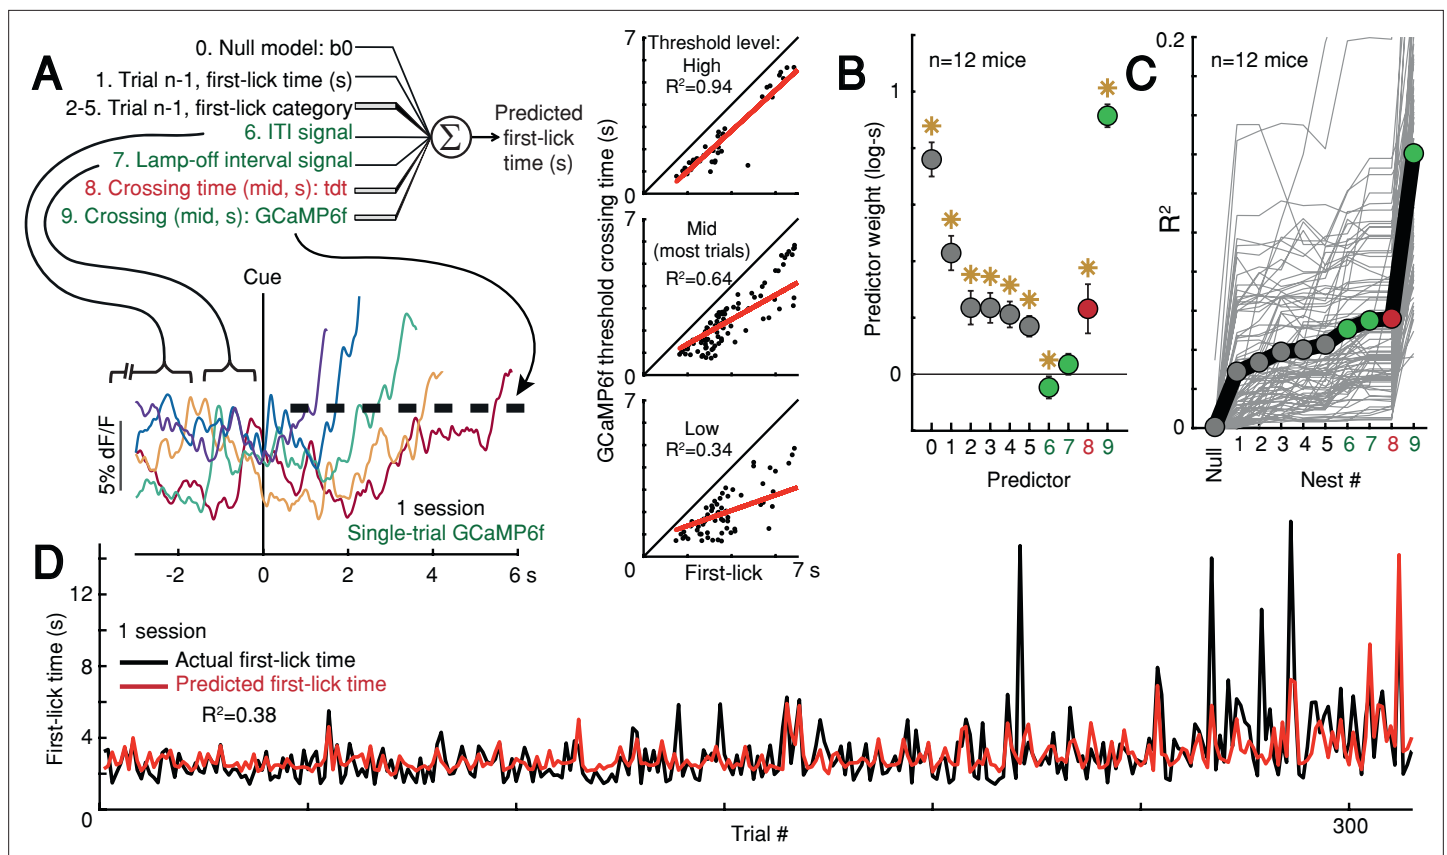 A
0. Null model: b0
1. Trial n-1, first-lick time (s)
2-5. Trial n-1, first-lick category
6. ITI signal
7. Lamp-off interval signal
8. Crossing time (mid, s): tdt
9. Crossing (mid, s): GCaMP6f
Σ
Predicted
first-lick
time (s)
Cue
5% dF/F
1 session
Single-trial GCaMP6f
-2
0
2
4
6 s
GCaMP6f threshold crossing time (s)
7
Threshold level:
High
R²=0.94
0
7
Mid
(most trials)
R²=0.64
0
7
Low
R²=0.34
0
First-lick
7 s
B
n=12 mice
Predictor weight (log-s)
1
0
0 1 2 3 4 5 6 7 8 9
Predictor
C
n=12 mice
0.2
R²
0
Null 1 2 3 4 5 6 7 8 9
Nest #
D
First-lick time (s)
12
8
4
0
1 session
Actual first-lick time
Predicted first-lick time
R²=0.38
Trial #
300